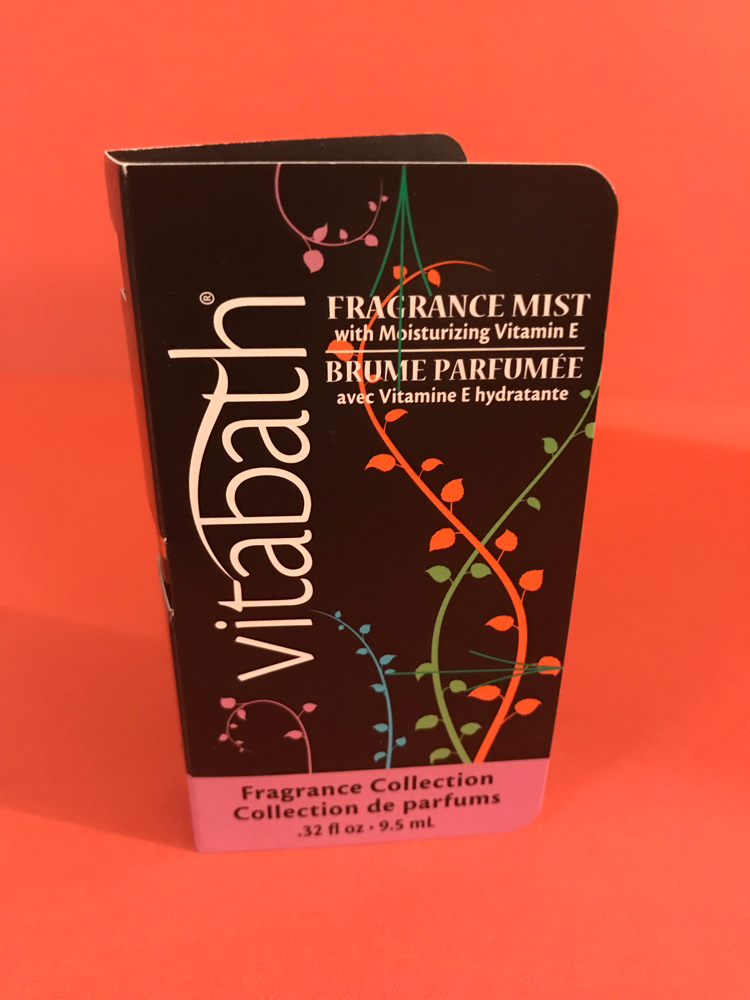 vitabath®
FRAGRANCE MIST
with Moisturizing Vitamin E
BRUME PARFUMÉE
avec Vitamine E hydratante
Fragrance Collection
Collection de parfums
.32 fl oz · 9.5 mL